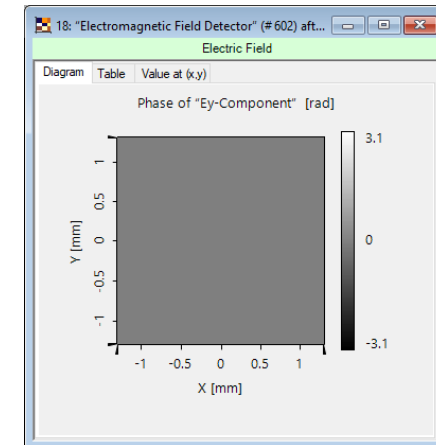 18: "Electromagnetic Field Detector" (# 602) aft...
Electric Field
Diagram Table Value at (x,y)
Phase of "Ey-Component" [rad]
3.1
1
0.5
0
0
Y [mm]
-0.5
-1
-3.1
-1 -0.5 0 0.5 1
X [mm]